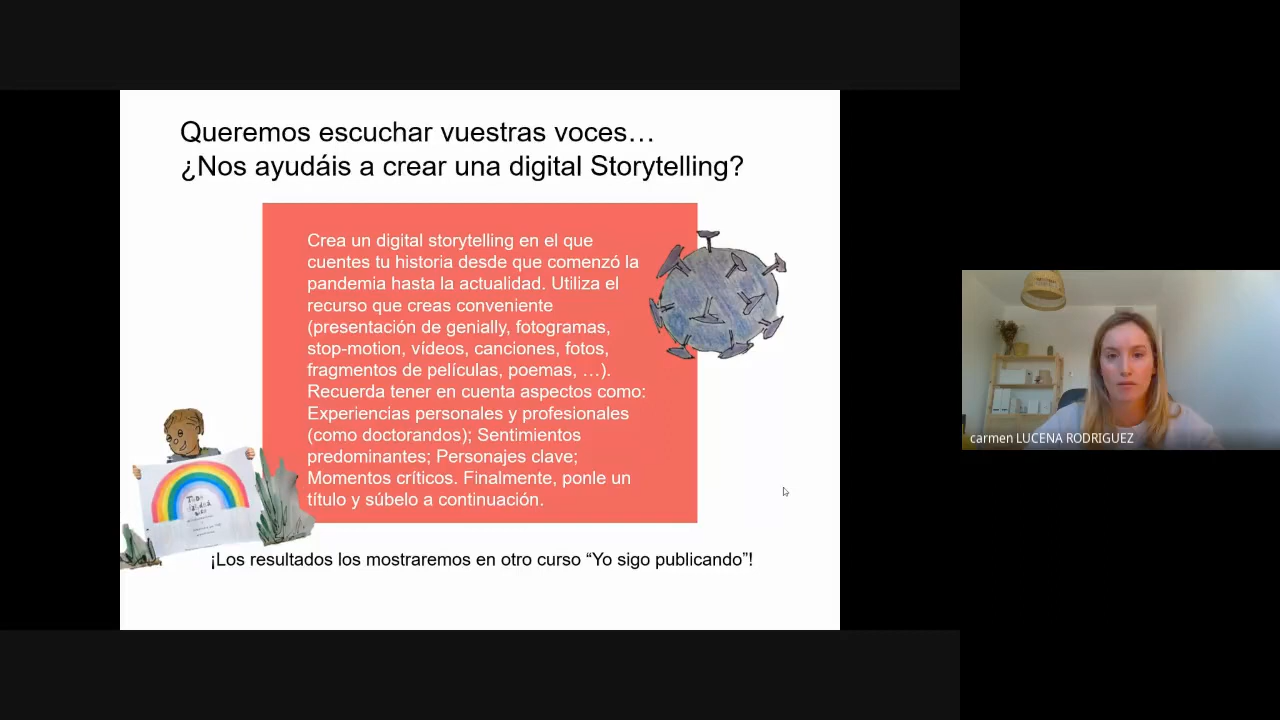 Queremos escuchar vuestras voces…
¿Nos ayudáis a crear una digital Storytelling?
Crea un digital storytelling en el que
cuentes tu historia desde que comenzó la
pandemia hasta la actualidad. Utiliza el
recurso que creas conveniente
(presentación de genially, fotogramas,
stop-motion, vídeos, canciones, fotos,
fragmentos de películas, poemas, …).
Recuerda tener en cuenta aspectos como:
Experiencias personales y profesionales
(como doctorandos); Sentimientos
predominantes; Personajes clave;
Momentos críticos. Finalmente, ponle un
título y súbelo a continuación.
¡Los resultados los mostraremos en otro curso “Yo sigo publicando”!
carmen LUCENA RODRIGUEZ